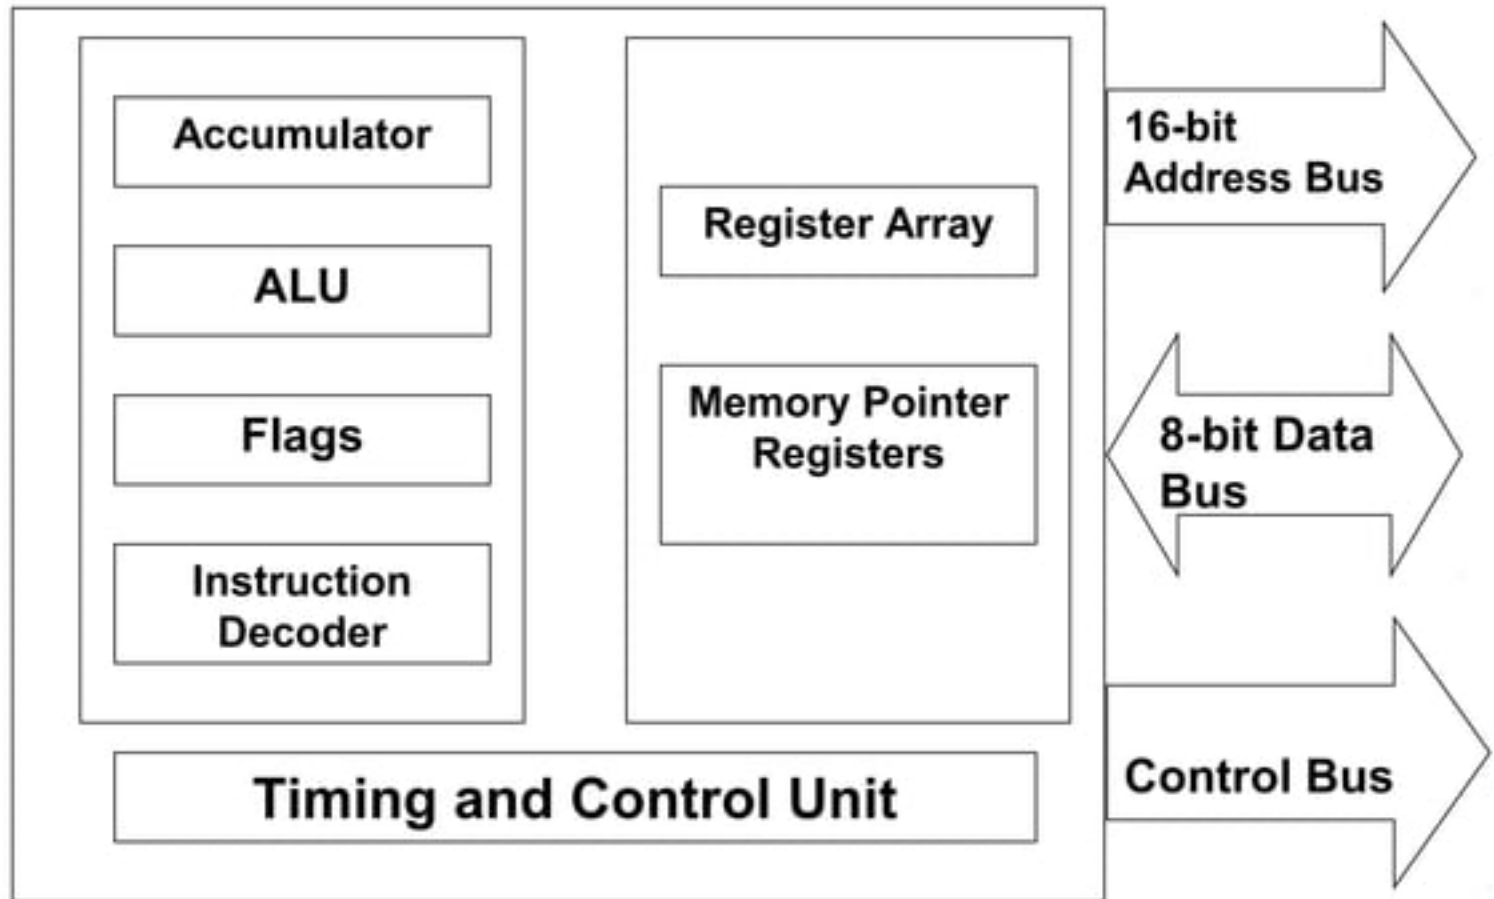 Accumulator
ALU
Flags
Instruction
Decoder
Register Array
Memory Pointer
Registers
Timing and Control Unit
16-bit
Address Bus
8-bit Data
Bus
Control Bus